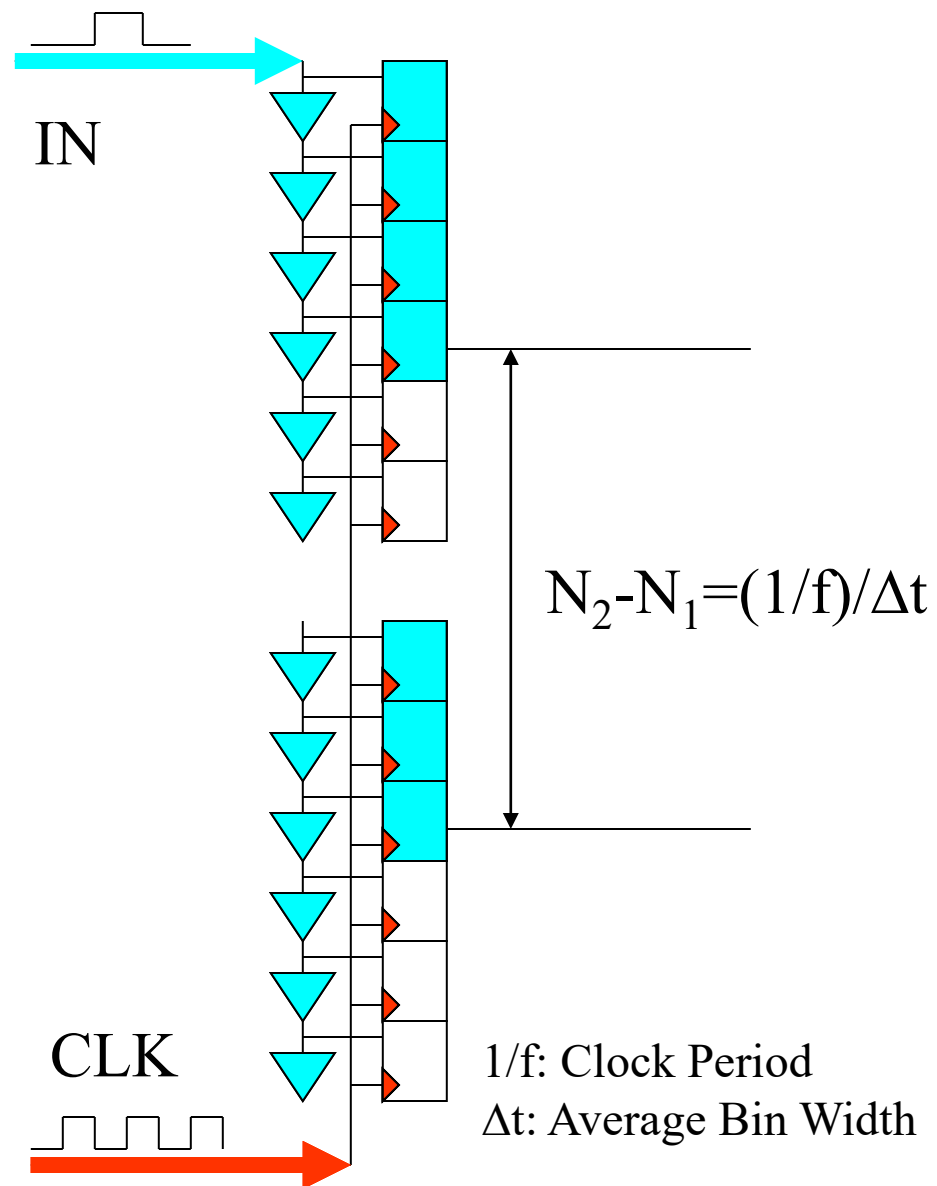 IN
N₂-N₁=(1/f)/Δt
CLK
1/f: Clock Period
Δt: Average Bin Width